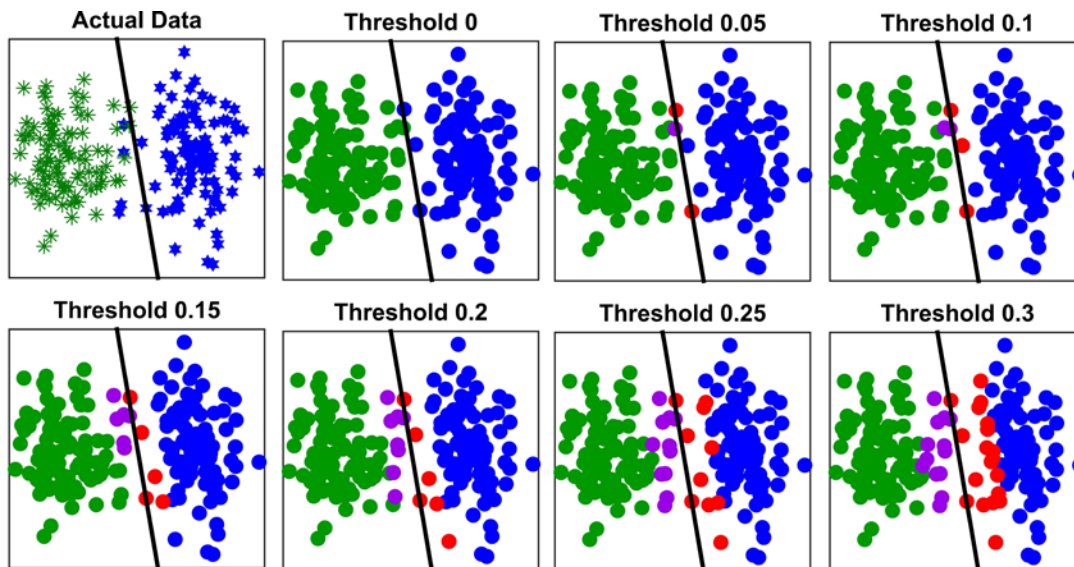 Actual Data
Threshold 0
Threshold 0.05
Threshold 0.1
Threshold 0.15
Threshold 0.2
Threshold 0.25
Threshold 0.3